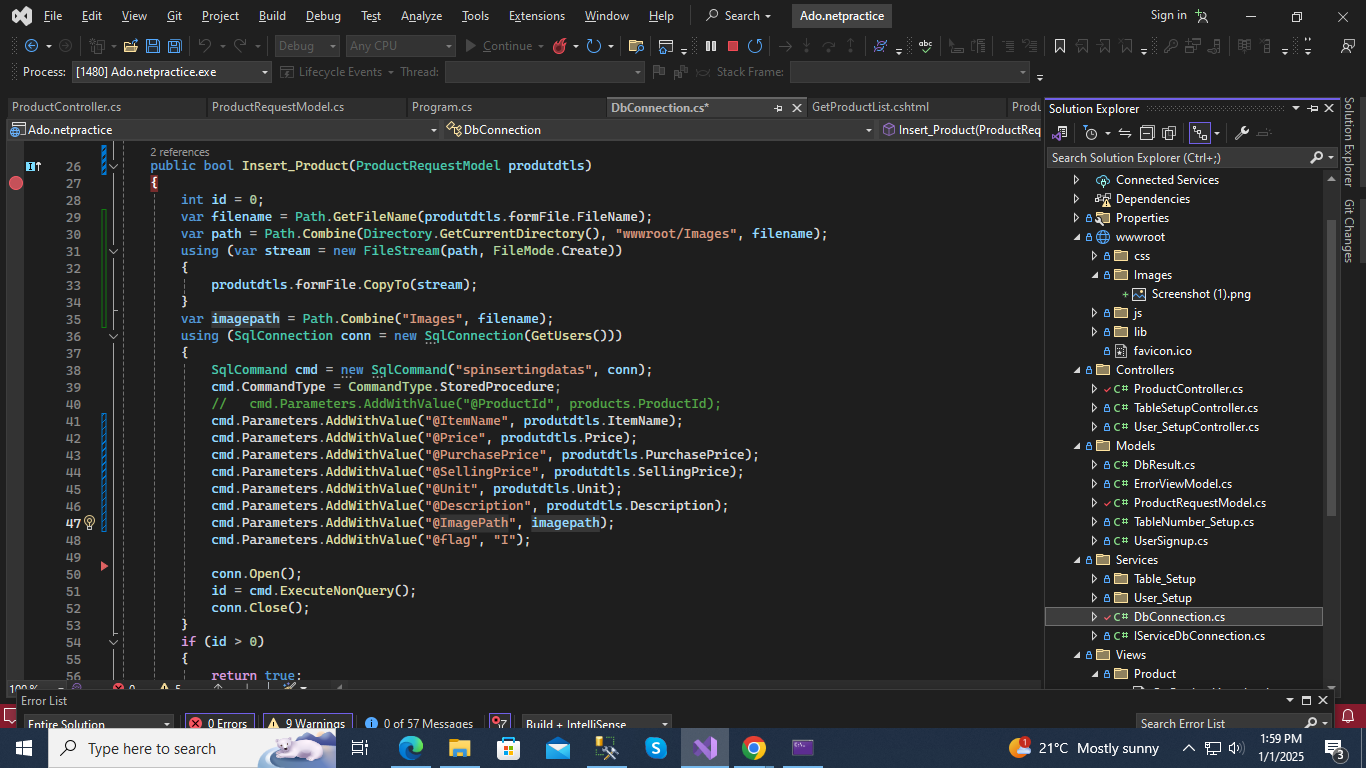 File Edit View Git Project Build Debug Test Analyze Tools Extensions Window Help Search Ado.netpractice Sign in
Debug Any CPU Continue
Process: [1480] Ado.netpractice.exe Lifecycle Events Thread: Stack Frame:
ProductController.cs ProductRequestModel.cs Program.cs DbConnection.cs* GetProductList.cshtml
Ado.netpractice DbConnection
2 references
26 public bool Insert_Product(ProductRequestModel produtdtls)
27 {
28 int id = 0;
29 var filename = Path.GetFileName(produtdtls.formFile.FileName);
30 var path = Path.Combine(Directory.GetCurrentDirectory(), "wwwroot/Images", filename);
31 using (var stream = new FileStream(path, FileMode.Create))
32 {
33 produtdtls.formFile.CopyTo(stream);
34 }
35 var imagepath = Path.Combine("Images", filename);
36 using (SqlConnection conn = new SqlConnection(GetUsers()))
37 {
38 SqlCommand cmd = new SqlCommand("spinsertingdatas", conn);
39 cmd.CommandType = CommandType.StoredProcedure;
40 // cmd.Parameters.AddWithValue("@ProductId", products.ProductId);
41 cmd.Parameters.AddWithValue("@ItemName", produtdtls.ItemName);
42 cmd.Parameters.AddWithValue("@Price", produtdtls.Price);
43 cmd.Parameters.AddWithValue("@PurchasePrice", produtdtls.PurchasePrice);
44 cmd.Parameters.AddWithValue("@SellingPrice", produtdtls.SellingPrice);
45 cmd.Parameters.AddWithValue("@Unit", produtdtls.Unit);
46 cmd.Parameters.AddWithValue("@Description", produtdtls.Description);
47 cmd.Parameters.AddWithValue("@ImagePath", imagepath);
48 cmd.Parameters.AddWithValue("@flag", "I");
49
50 conn.Open();
51 id = cmd.ExecuteNonQuery();
52 conn.Close();
53 }
54 if (id > 0)
55 {
56 return true;
Solution Explorer
Search Solution Explorer (Ctrl+;)
Connected Services
Dependencies
Properties
wwwroot
css
Images
Screenshot (1).png
js
lib
favicon.ico
Controllers
C# ProductController.cs
C# TableSetupController.cs
C# User_SetupController.cs
Models
C# DbResult.cs
C# ErrorViewModel.cs
C# ProductRequestModel.cs
C# TableNumber_Setup.cs
C# UserSignup.cs
Services
Table_Setup
User_Setup
C# DbConnection.cs
C# IServiceDbConnection.cs
Views
Product
Solution Explorer
Git Changes
Error List
Entire Solution 0 Errors 9 Warnings 0 of 57 Messages Build + IntelliSense Search Error List
Type here to search
21°C Mostly sunny
1:59 PM
1/1/2025
3